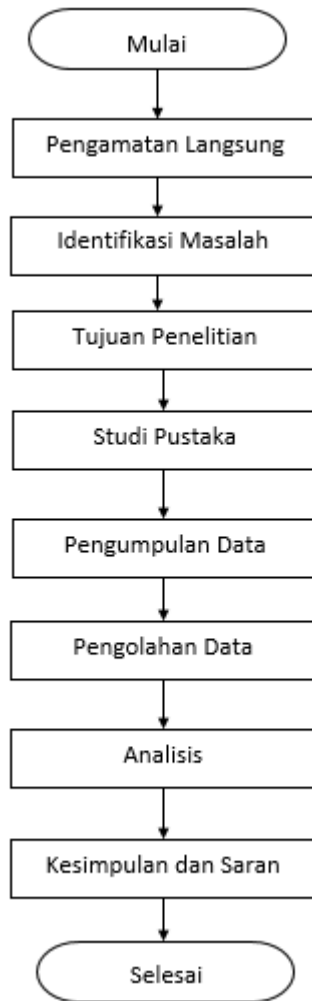 Mulai
Pengamatan Langsung
Identifikasi Masalah
Tujuan Penelitian
Studi Pustaka
Pengumpulan Data
Pengolahan Data
Analisis
Kesimpulan dan Saran
Selesai